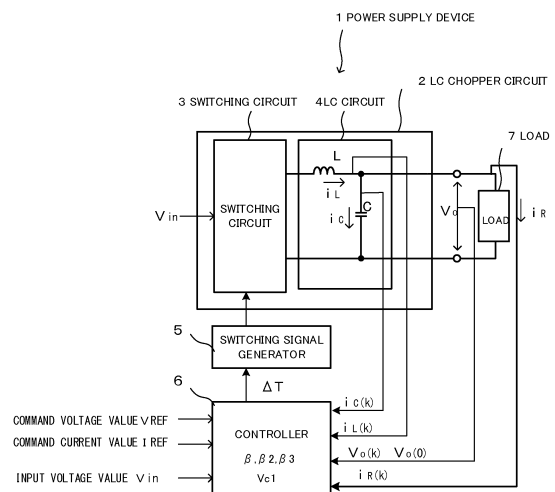 1 POWER SUPPLY DEVICE
2 LC CHOPPER CIRCUIT
3 SWITCHING CIRCUIT
4LC CIRCUIT
7 LOAD
L
iL
C
iC
Vin
SWITCHING
CIRCUIT
Vo
LOAD
iR
5
SWITCHING SIGNAL
GENERATOR
6
ΔT
iC(k)
iL(k)
Vo(k) Vo(0)
iR(k)
COMMAND VOLTAGE VALUE VREF
COMMAND CURRENT VALUE IREF
INPUT VOLTAGE VALUE Vin
CONTROLLER
β,β2,β3
Vc1